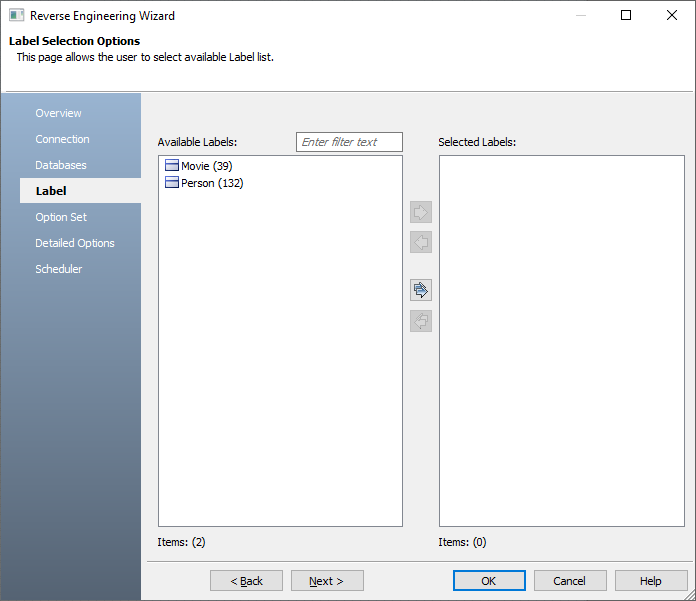 Reverse Engineering Wizard
Label Selection Options
This page allows the user to select available Label list.
Overview
Connection
Databases
Label
Option Set
Detailed Options
Scheduler
Available Labels:
Enter filter text
Selected Labels:
Movie (39)
Person (132)
Items: (2)
Items: (0)
< Back
Next >
OK
Cancel
Help